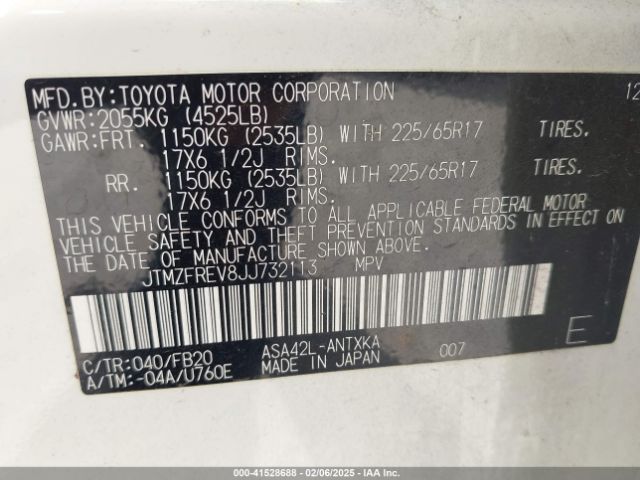 MFD.BY:TOYOTA MOTOR CORPORATION 12
GVWR:2055KG (4525LB)
GAWR:FRT. 1150KG (2535LB) WITH 225/65R17 TIRES.
17X6 1/2J RIMS.
RR. 1150KG (2535LB) WITH 225/65R17 TIRES.
17X6 1/2J RIMS.
THIS VEHICLE CONFORMS TO ALL APPLICABLE FEDERAL MOTOR
VEHICLE SAFETY AND THEFT PREVENTION STANDARDS IN EFFECT ON
THE DATE OF MANUFACTURE SHOWN ABOVE.
JTMZFREV8JJ732113 MPV
C/TR:040/FB20 ASA42L-ANTXKA 007 E
A/TM:-04A/U760E MADE IN JAPAN
000-41528688 - 02/06/2025 - IAA Inc.